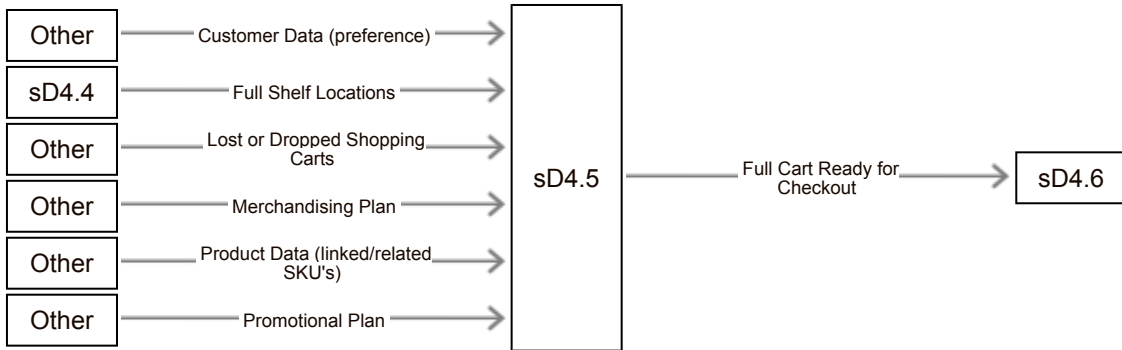 Other
Customer Data (preference)
sD4.4
Full Shelf Locations
Other
Lost or Dropped Shopping
Carts
Other
Merchandising Plan
Other
Product Data (linked/related
SKU's)
Other
Promotional Plan
sD4.5
Full Cart Ready for
Checkout
sD4.6